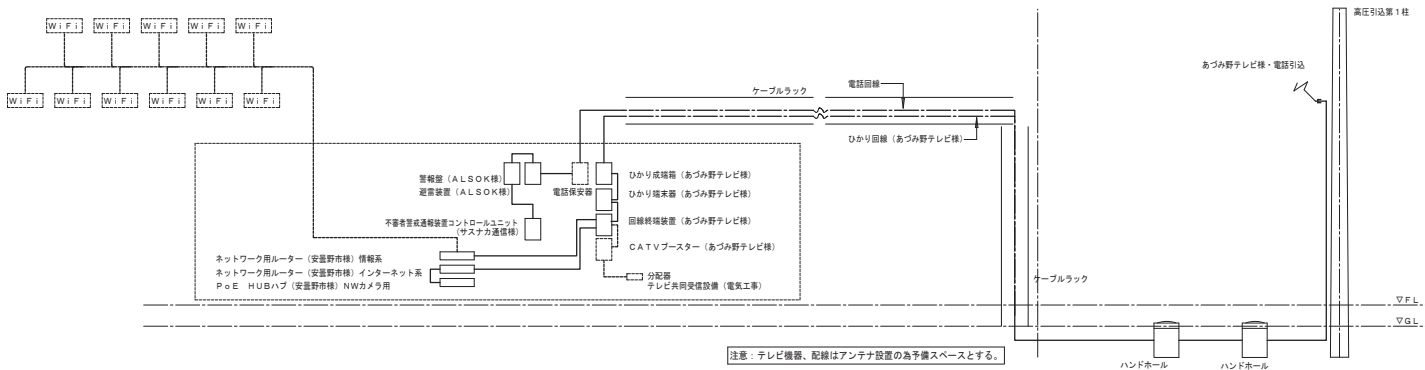 高圧引込第1柱
WiFi WiFi WiFi WiFi WiFi
あづみ野テレビ様・電話引込
電話回線
ケーブルラック
WiFi WiFi WiFi WiFi WiFi WiFi
ひかり回線（あづみ野テレビ様）
警報盤（ALSOK様）
避雷装置（ALSOK様）
電話保安器
ひかり成端箱（あづみ野テレビ様）
ひかり端末器（あづみ野テレビ様）
不審者警戒通報装置コントロールユニット
（サスナカ通信様）
回線終端装置（あづみ野テレビ様）
CATVブースター（あづみ野テレビ様）
ネットワーク用ルーター（安曇野市様）情報系
ネットワーク用ルーター（安曇野市様）インターネット系
PoE HUBハブ（安曇野市様）NWカメラ用
分配器
テレビ共同受信設備（電気工事）
ケーブルラック
▽FL
▽GL
注意：テレビ機器、配線はアンテナ設置の為予備スペースとする。
ハンドホール
ハンドホール